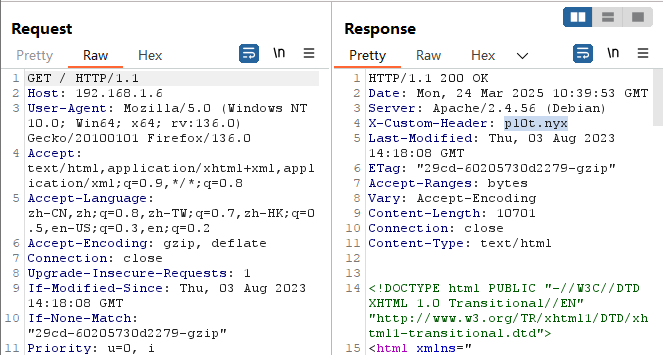 Request
Pretty Raw Hex
\n
1 GET / HTTP/1.1
2 Host: 192.168.1.6
3 User-Agent: Mozilla/5.0 (Windows NT
10.0; Win64; x64; rv:136.0)
Gecko/20100101 Firefox/136.0
4 Accept:
text/html,application/xhtml+xml,appl
ication/xml;q=0.9,*/*;q=0.8
5 Accept-Language:
zh-CN,zh;q=0.8,zh-TW;q=0.7,zh-HK;q=0
.5,en-US;q=0.3,en;q=0.2
6 Accept-Encoding: gzip, deflate
7 Connection: close
8 Upgrade-Insecure-Requests: 1
9 If-Modified-Since: Thu, 03 Aug 2023
14:18:08 GMT
10 If-None-Match:
"29cd-60205730d2279-gzip"
11 Priority: u=0, i
Response
Pretty Raw Hex
\n
1 HTTP/1.1 200 OK
2 Date: Mon, 24 Mar 2025 10:39:53 GMT
3 Server: Apache/2.4.56 (Debian)
4 X-Custom-Header: pl0t.nyx
5 Last-Modified: Thu, 03 Aug 2023
14:18:08 GMT
6 ETag: "29cd-60205730d2279-gzip"
7 Accept-Ranges: bytes
8 Vary: Accept-Encoding
9 Content-Length: 10701
10 Connection: close
11 Content-Type: text/html
12
13
14 <!DOCTYPE html PUBLIC "-//W3C//DTD
XHTML 1.0 Transitional//EN"
"http://www.w3.org/TR/xhtml1/DTD/xh
tml1-transitional.dtd">
15 <html xmlns="